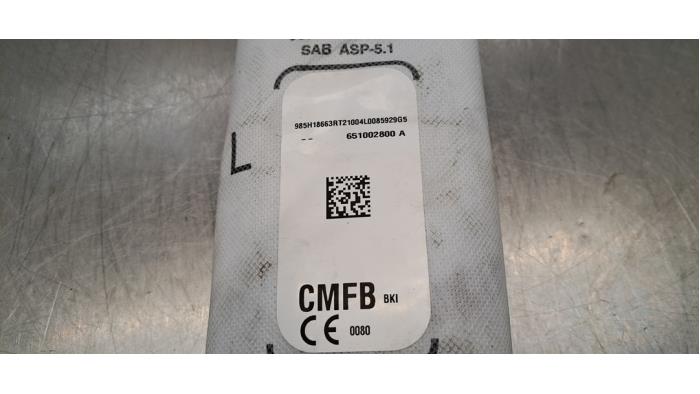 SAB ASP-5.1
985H18663RT21004L0085929G5
-- 651002800 A
L
CMFB BKI
CE 0080